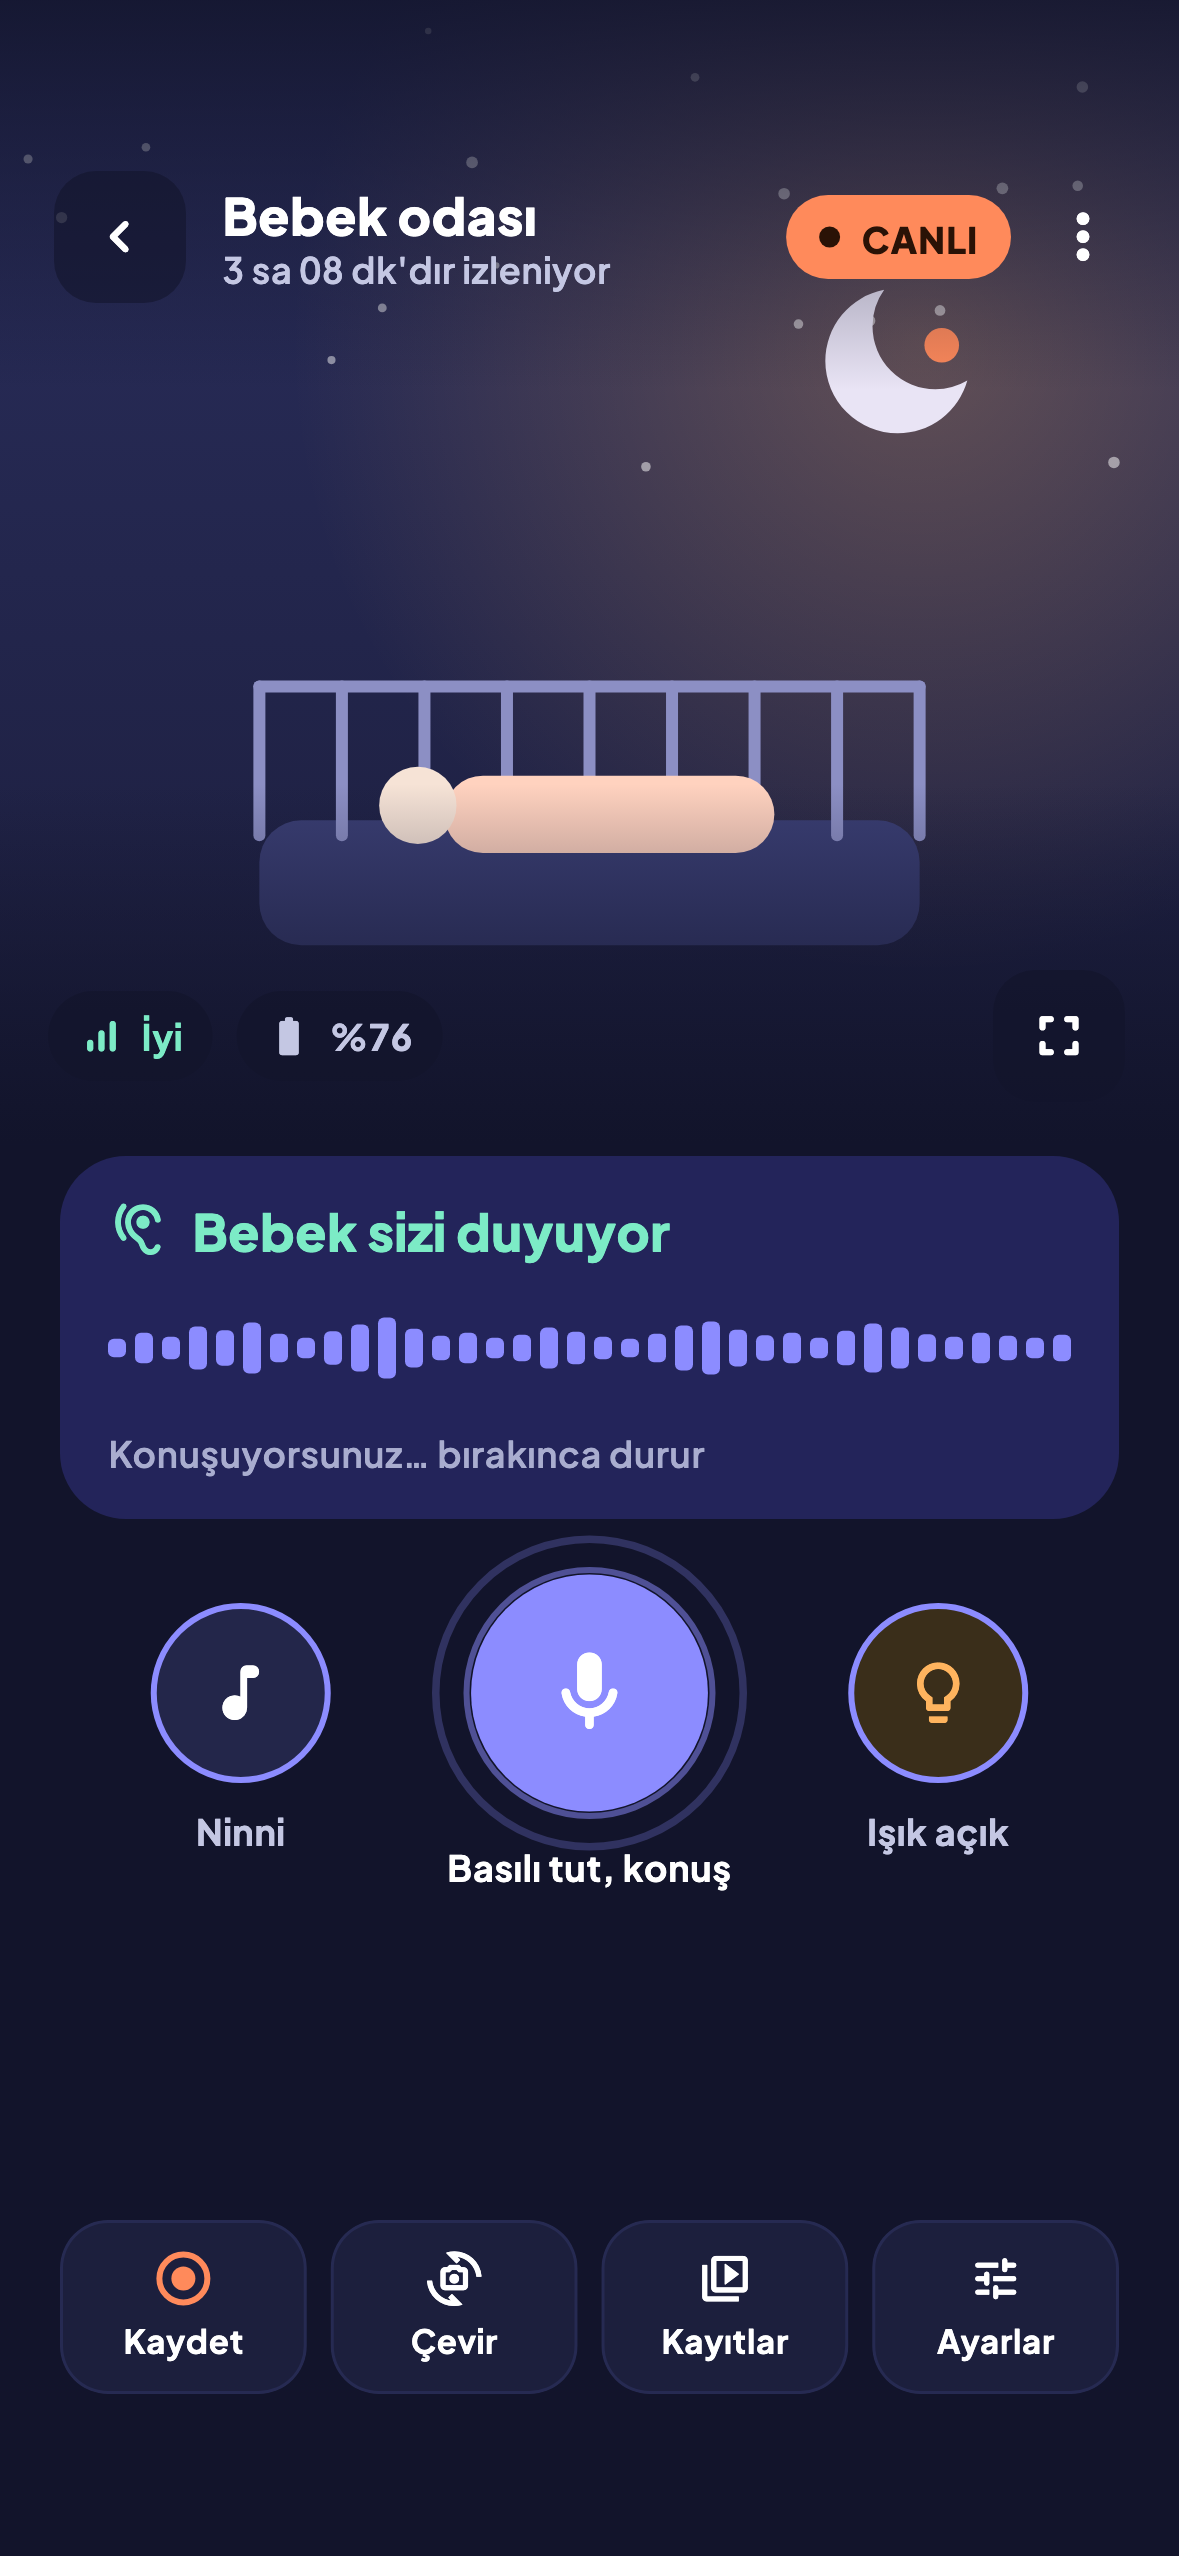 Bebek odası
3 sa 08 dk'dır izleniyor
CANLI
İyi
%76
Bebek sizi duyuyor
Konuşuyorsunuz... bırakınca durur
Ninni
Basılı tut, konuş
Işık açık
Kaydet
Çevir
Kayıtlar
Ayarlar